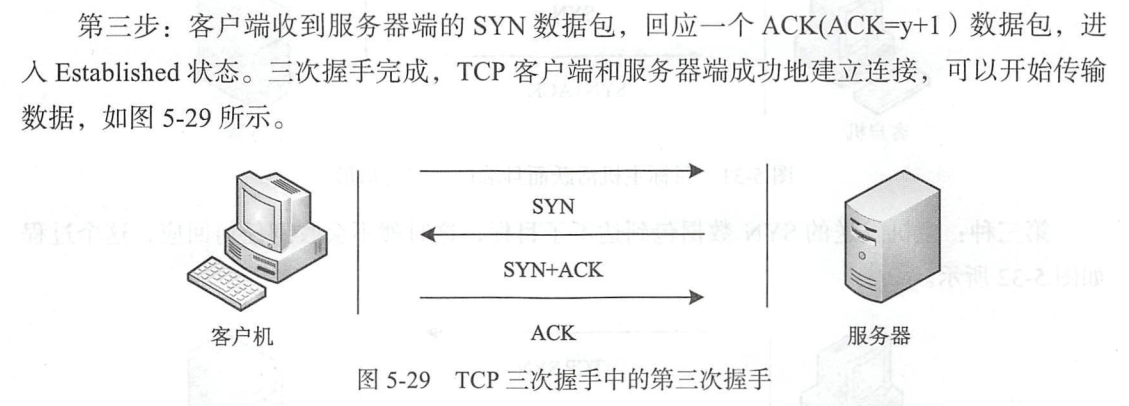 第三步：客户端收到服务器端的 SYN 数据包，回应一个 ACK(ACK=y+1）数据包，进
入 Established 状态。三次握手完成，TCP 客户端和服务器端成功地建立连接，可以开始传输
数据，如图 5-29 所示。
SYN
SYN+ACK
客户机
ACK
服务器
图 5-29 TCP 三次握手中的第三次握手